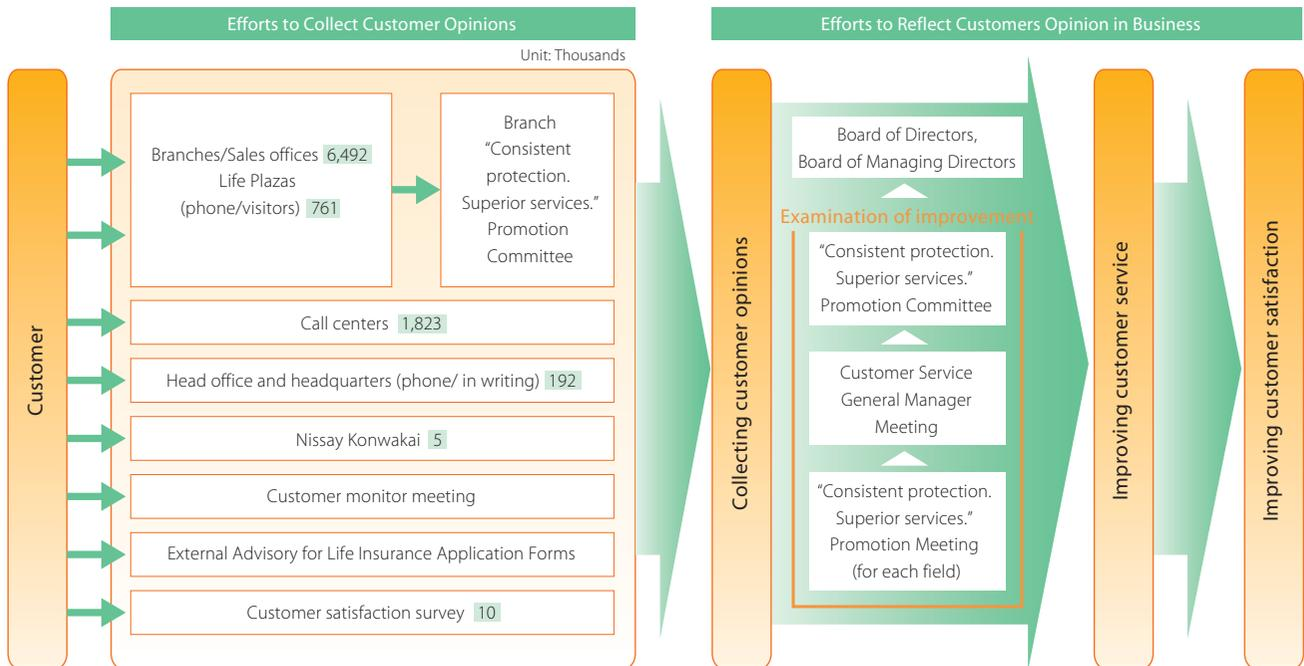 Efforts to Collect Customer Opinions
Efforts to Reflect Customers Opinion in Business
Unit: Thousands
Customer
Branches/Sales offices 6,492
Life Plazas
(phone/visitors) 761
Branch
“Consistent
protection.
Superior services.”
Promotion
Committee
Call centers 1,823
Head office and headquarters (phone/ in writing) 192
Nissay Konwakai 5
Customer monitor meeting
External Advisory for Life Insurance Application Forms
Customer satisfaction survey 10
Collecting customer opinions
Board of Directors,
Board of Managing Directors
Examination of improvement
“Consistent protection.
Superior services.”
Promotion Committee
Customer Service
General Manager
Meeting
“Consistent protection.
Superior services.”
Promotion Meeting
(for each field)
Improving customer service
Improving customer satisfaction